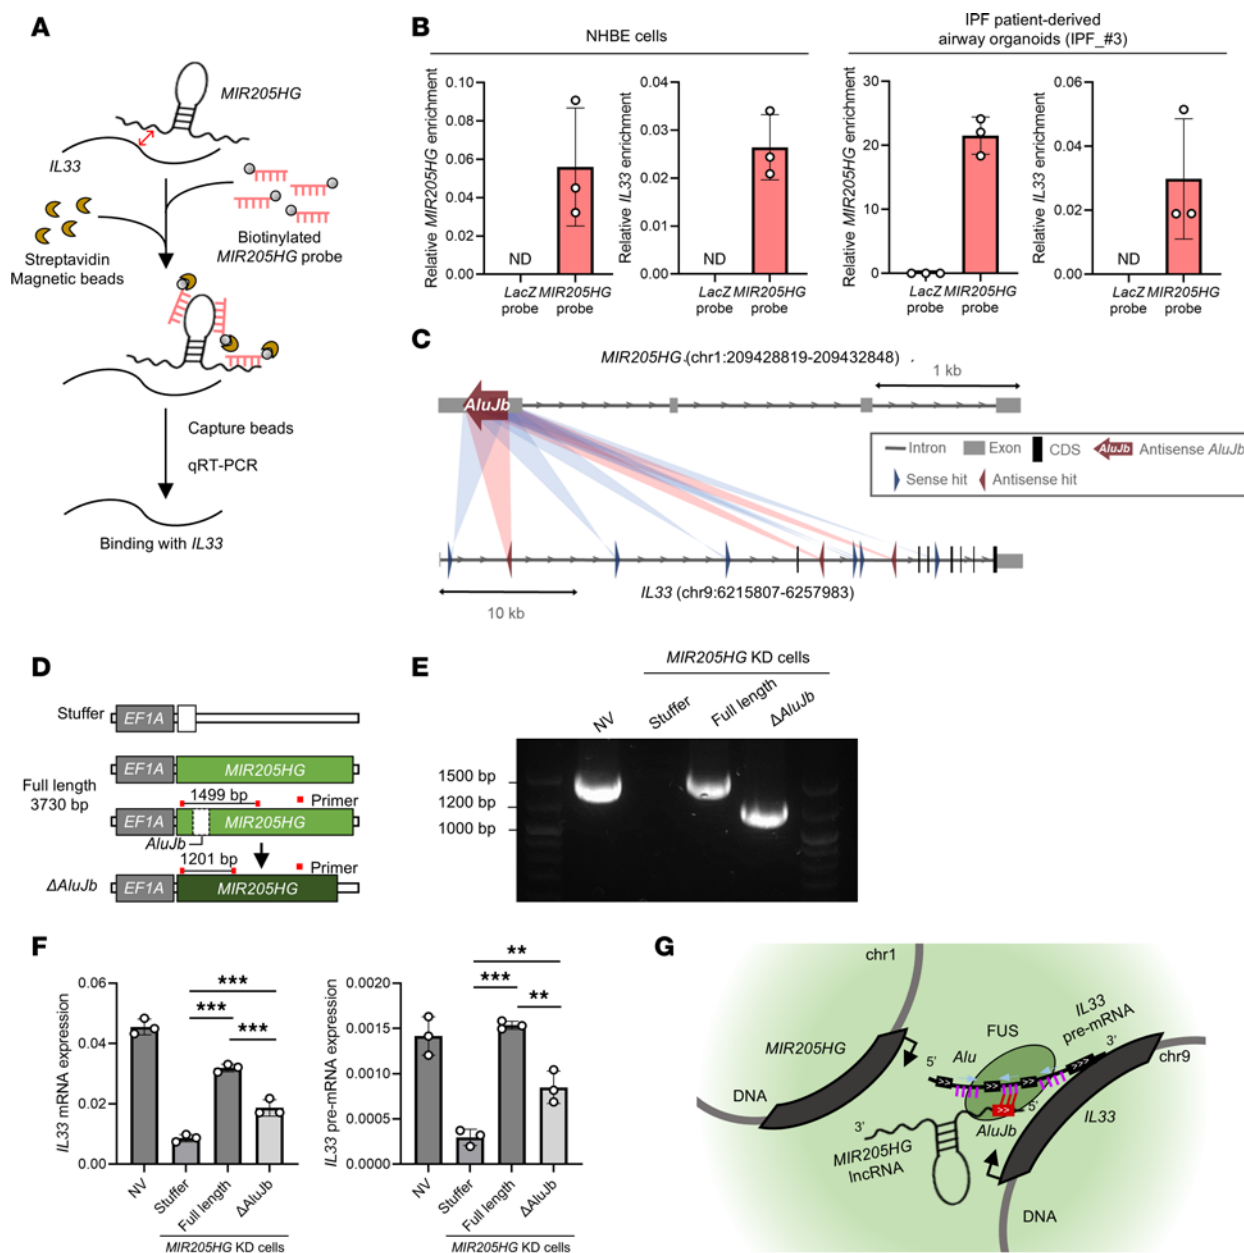 A
MIR205HG
IL33
Streptavidin
Magnetic beads
Biotinylated
MIR205HG probe
Capture beads
qRT-PCR
Binding with IL33
B
NHBE cells
IPF patient-derived
airway organoids (IPF_#3)
Relative MIR205HG enrichment
0.10
0.08
0.06
0.04
0.02
0.00
ND
LacZ
probe
MIR205HG
probe
Relative IL33 enrichment
0.04
0.03
0.02
0.01
0.00
ND
LacZ
probe
MIR205HG
probe
Relative MIR205HG enrichment
30
20
10
0
LacZ
probe
MIR205HG
probe
Relative IL33 enrichment
0.06
0.04
0.02
0.00
ND
LacZ
probe
MIR205HG
probe
C
MIR205HG (chr1:209428819-209432848)
1 kb
AluJb
Intron
Exon
CDS
AluJb
Antisense AluJb
Sense hit
Antisense hit
IL33 (chr9:6215807-6257983)
10 kb
D
Stuffer
EF1A
Full length
3730 bp
EF1A
MIR205HG
1499 bp
Primer
EF1A
MIR205HG
AluJb
1201 bp
Primer
ΔAluJb
EF1A
MIR205HG
E
MIR205HG KD cells
NV
Stuffer
Full length
ΔAluJb
1500 bp
1200 bp
1000 bp
F
IL33 mRNA expression
0.06
0.04
0.02
0.00
***
***
***
NV
Stuffer
Full length
ΔAluJb
MIR205HG KD cells
IL33 pre-mRNA expression
0.0020
0.0015
0.0010
0.0005
0.0000
**
***
**
NV
Stuffer
Full length
ΔAluJb
MIR205HG KD cells
G
chr1
MIR205HG
DNA
FUS
IL33
pre-mRNA
5'
Alu
3'
chr9
>>
>>
>>
>>>
>>
5'
AluJb
IL33
3'
MIR205HG
lncRNA
DNA